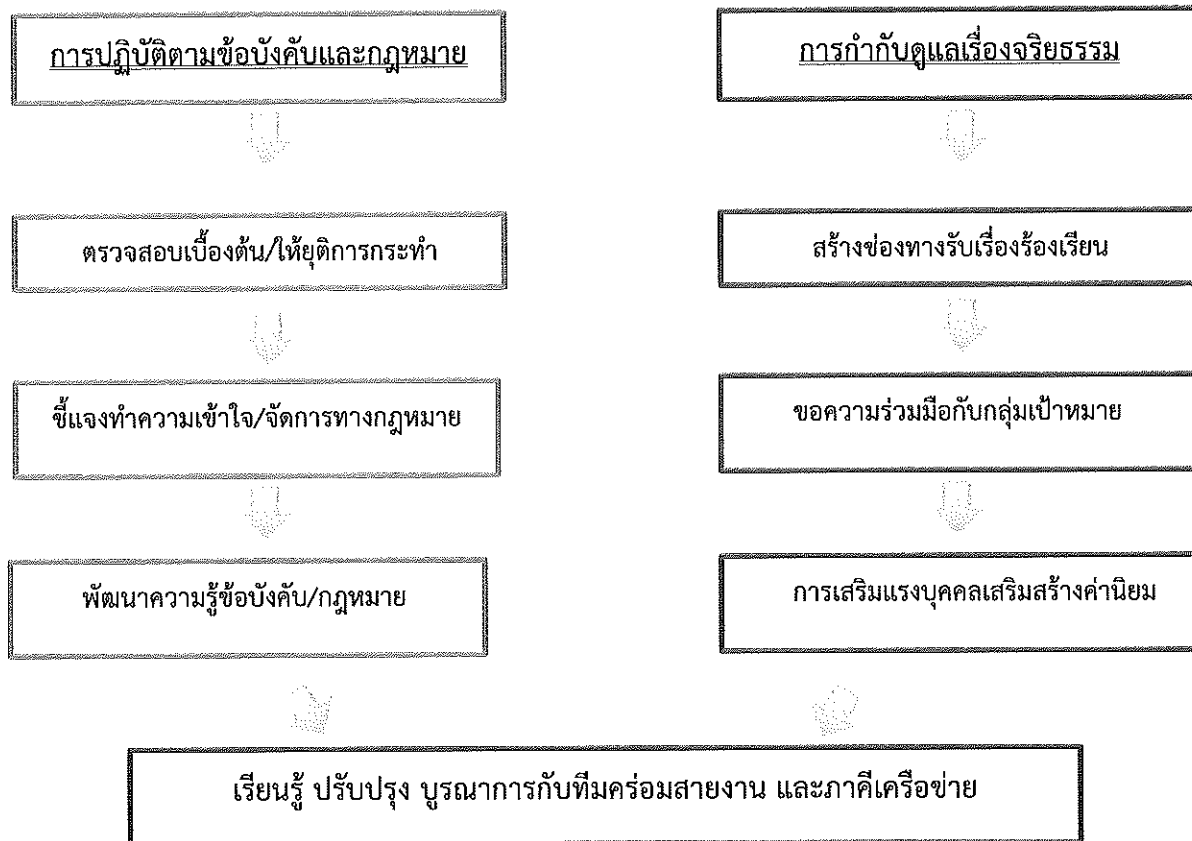 การปฏิบัติตามข้อบังคับและกฎหมาย
การกำกับดูแลเรื่องจริยธรรม
ตรวจสอบเบื้องต้น/ให้ยุติการกระทำ
สร้างช่องทางรับเรื่องร้องเรียน
ชี้แจงทำความเข้าใจ/จัดการทางกฎหมาย
ขอความร่วมมือกับกลุ่มเป้าหมาย
พัฒนาความรู้ข้อบังคับ/กฎหมาย
การเสริมแรงบุคคลเสริมสร้างค่านิยม
เรียนรู้ ปรับปรุง บูรณาการกับทีมคร่อมสายงาน และภาคีเครือข่าย